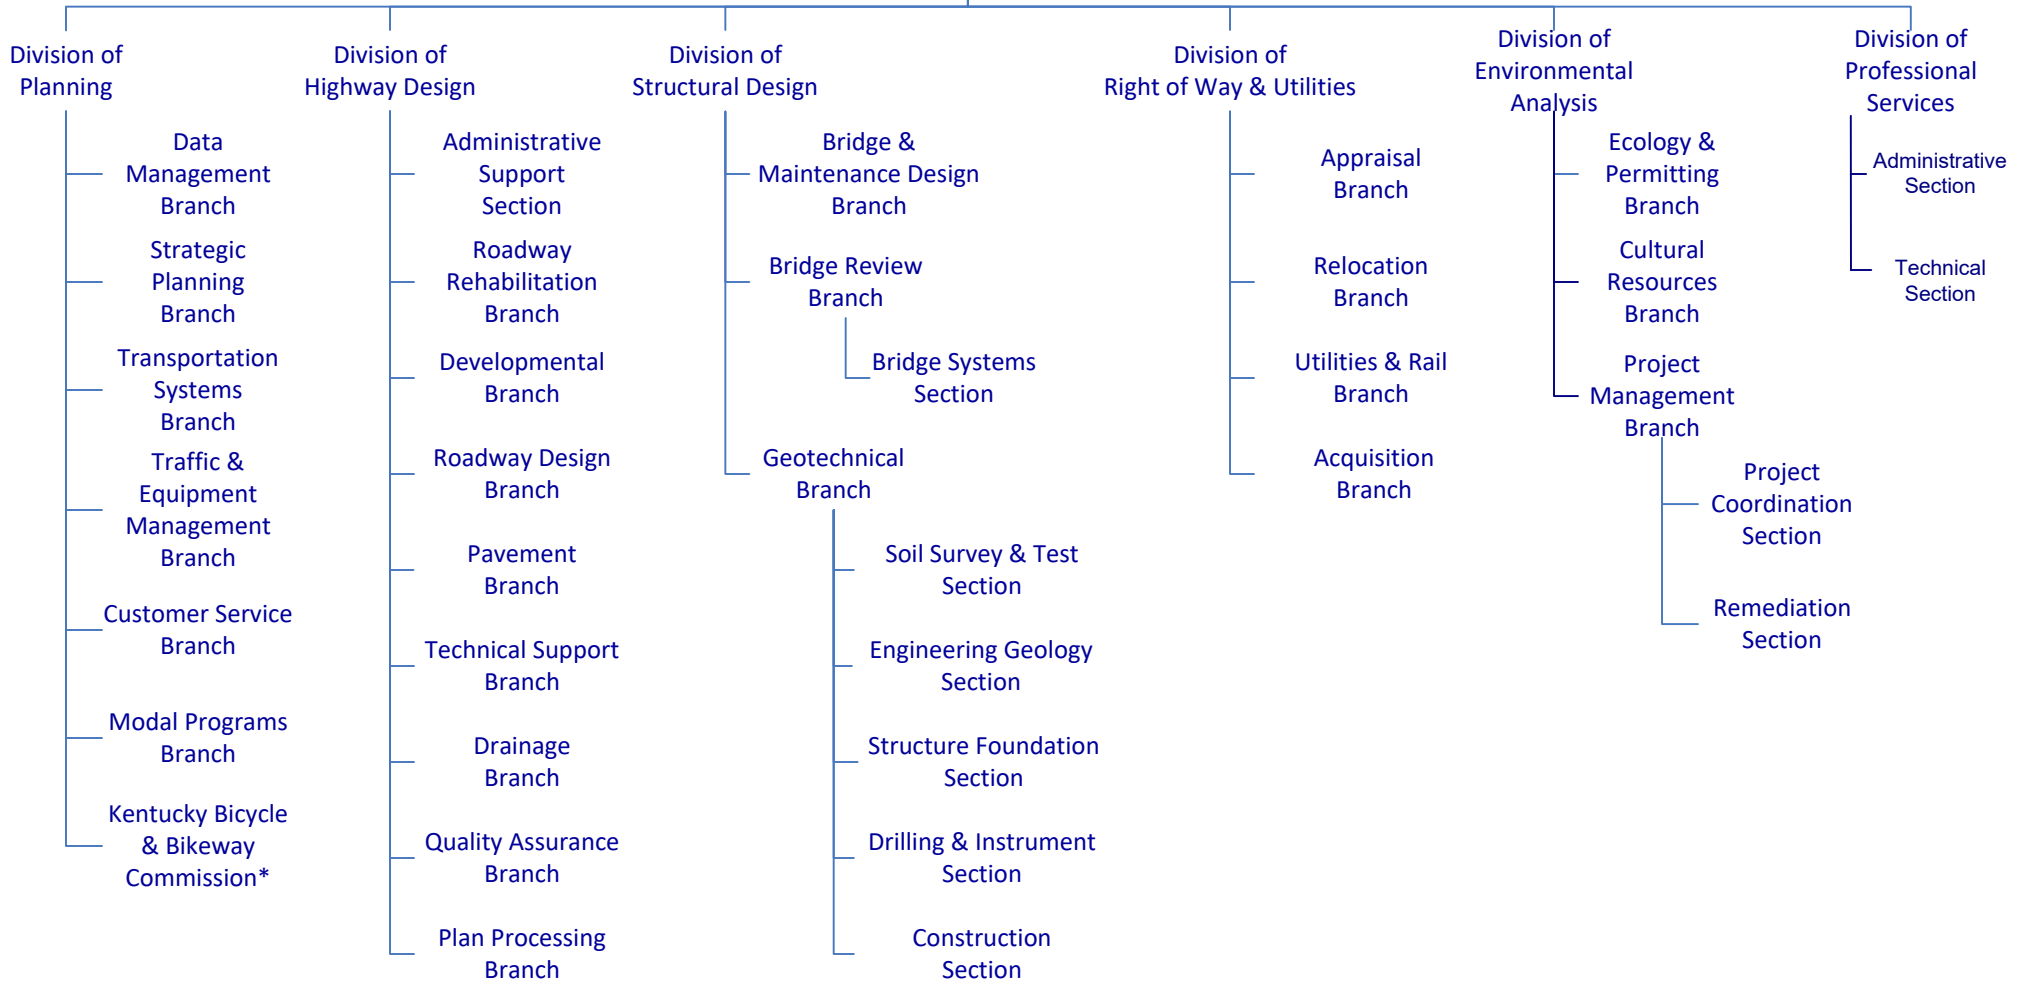 Division of
Planning
Data
Management
Branch
Strategic
Planning
Branch
Transportation
Systems
Branch
Traffic &
Equipment
Management
Branch
Customer Service
Branch
Modal Programs
Branch
Kentucky Bicycle
& Bikeway
Commission*
Division of
Highway Design
Administrative
Support
Section
Roadway
Rehabilitation
Branch
Developmental
Branch
Roadway Design
Branch
Pavement
Branch
Technical Support
Branch
Drainage
Branch
Quality Assurance
Branch
Plan Processing
Branch
Division of
Structural Design
Bridge &
Maintenance Design
Branch
Bridge Review
Branch
Bridge Systems
Section
Geotechnical
Branch
Soil Survey & Test
Section
Engineering Geology
Section
Structure Foundation
Section
Drilling & Instrument
Section
Construction
Section
Division of
Right of Way & Utilities
Appraisal
Branch
Relocation
Branch
Utilities & Rail
Branch
Acquisition
Branch
Division of
Environmental
Analysis
Ecology &
Permitting
Branch
Cultural
Resources
Branch
Project
Management
Branch
Project
Coordination
Section
Remediation
Section
Division of
Professional
Services
Administrative
Section
Technical
Section